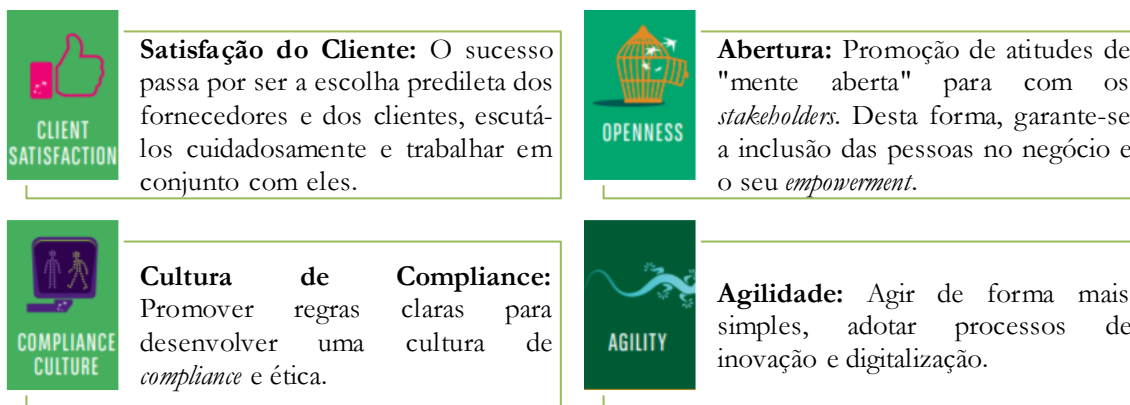 CLIENT
SATISFACTION
Satisfação do Cliente: O sucesso
passa por ser a escolha predileta dos
fornecedores e dos clientes, escutá-
los cuidadosamente e trabalhar em
conjunto com eles.
OPENNESS
Abertura: Promoção de atitudes de
"mente aberta" para com os
stakeholders. Desta forma, garante-se
a inclusão das pessoas no negócio e
o seu empowerment.
COMPLIANCE
CULTURE
Cultura de Compliance:
Promover regras claras para
desenvolver uma cultura de
compliance e ética.
AGILITY
Agilidade: Agir de forma mais
simples, adotar processos de
inovação e digitalização.